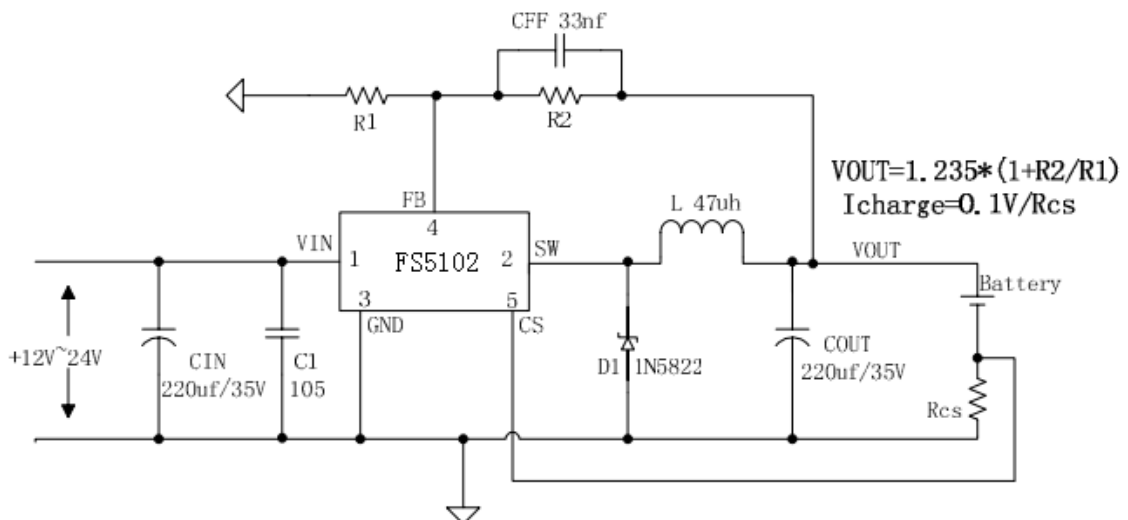 CFF 33nf
R1
R2
VOUT=1.235*(1+R2/R1)
Icharge=0.1V/Rcs
FB
4
L 47uh
VIN
1
FS5102
2
SW
VOUT
3
5
GND
CS
Battery
+12V~24V
CIN
220uf/35V
C1
105
D1 1N5822
COUT
220uf/35V
Rcs